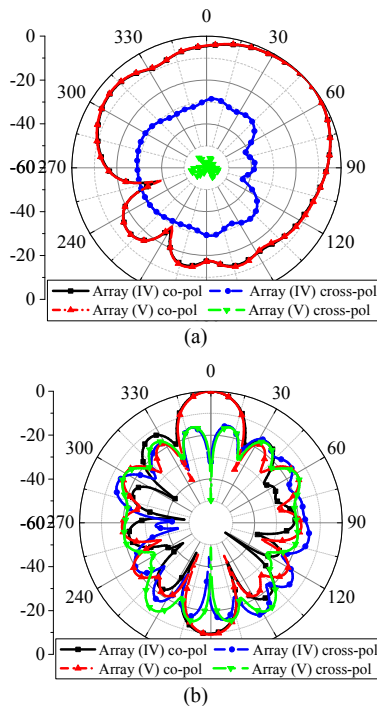 (a)
0
0
330
30
-20
300
60
-40
-60
270
90
-40
240
120
-20
0
Array (IV) co-pol
Array (IV) cross-pol
Array (V) co-pol
Array (V) cross-pol
(a)
0
0
330
30
-20
300
60
-40
-60
270
90
-40
240
120
-20
0
Array (IV) co-pol
Array (IV) cross-pol
Array (V) co-pol
Array (V) cross-pol
(b)